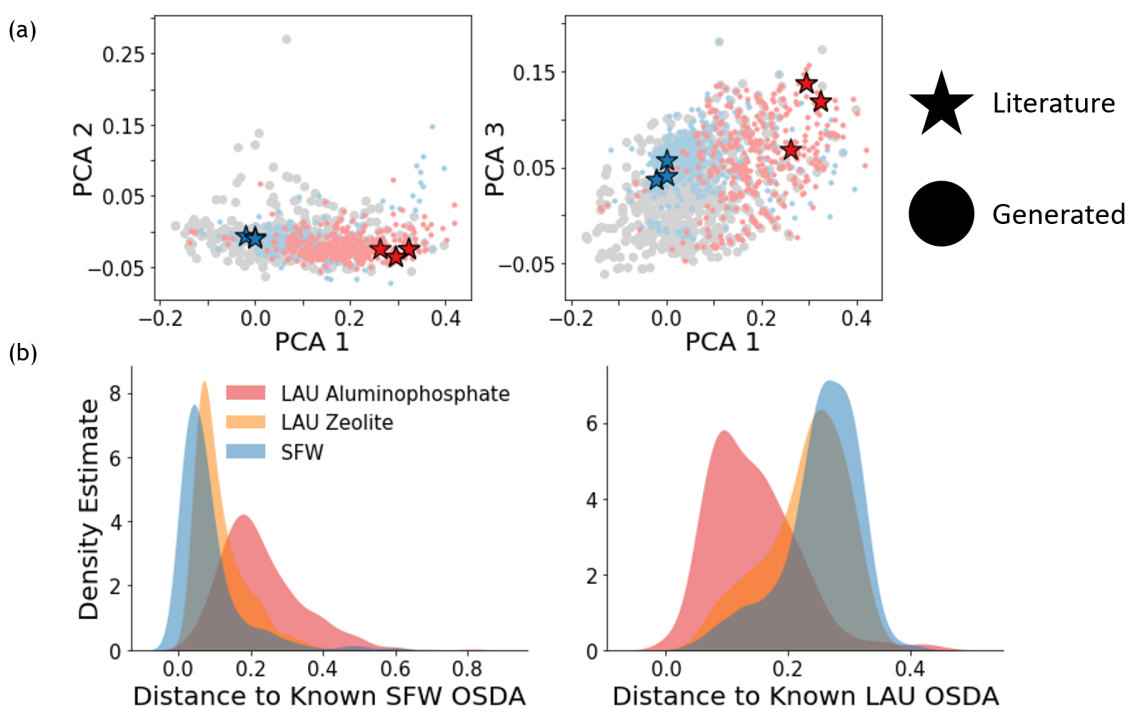 (a)
PCA 2
0.25
0.15
0.05
−0.05
−0.2 0.0 0.2 0.4
PCA 1
PCA 3
0.15
0.05
−0.05
−0.2 0.0 0.2 0.4
PCA 1
Literature
Generated
(b)
Density Estimate
8
6
4
2
0
LAU Aluminophosphate
LAU Zeolite
SFW
0.0 0.2 0.4 0.6 0.8
Distance to Known SFW OSDA
6
4
2
0
0.0 0.2 0.4
Distance to Known LAU OSDA